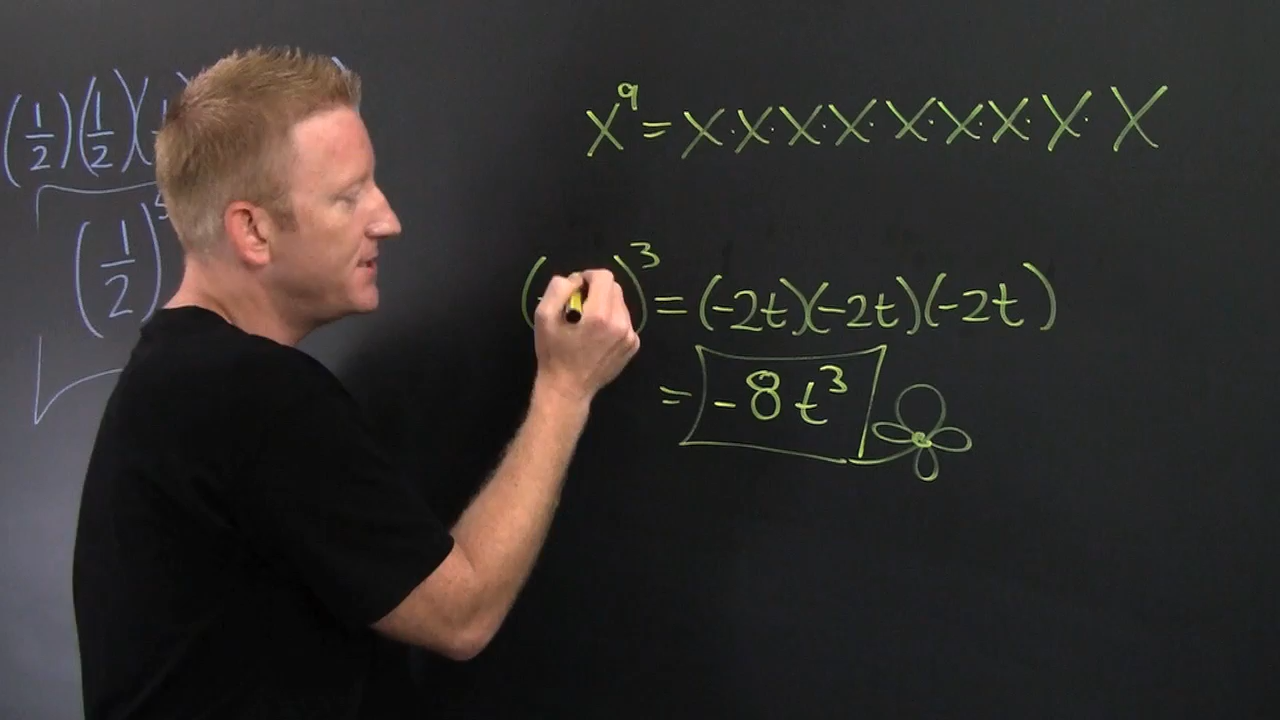 (1/2)(1/2)(
(1/2)⁵
X⁹ = X·X·X·X·X·X·X·X·X
( )³ = (-2t)(-2t)(-2t)
= -8t³